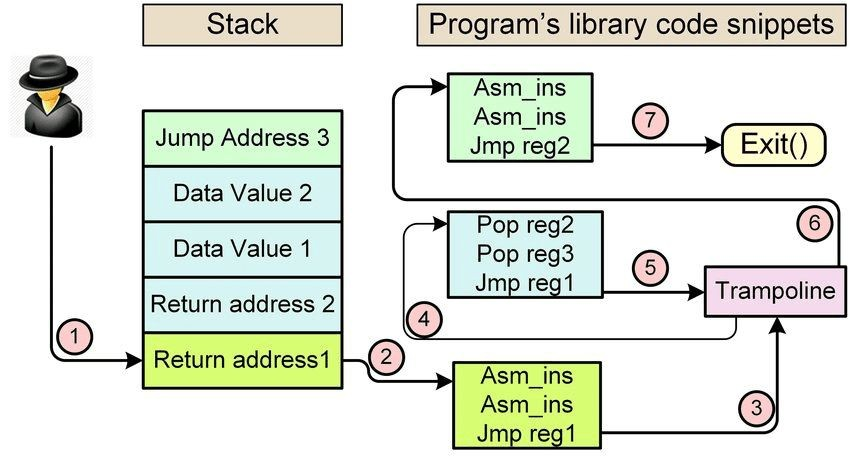 Stack
Program's library code snippets
Jump Address 3
Data Value 2
Data Value 1
Return address 2
Return address1
Asm_ins
Asm_ins
Jmp reg2
7
Exit()
6
Pop reg2
Pop reg3
Jmp reg1
5
Trampoline
4
1
2
Asm_ins
Asm_ins
Jmp reg1
3